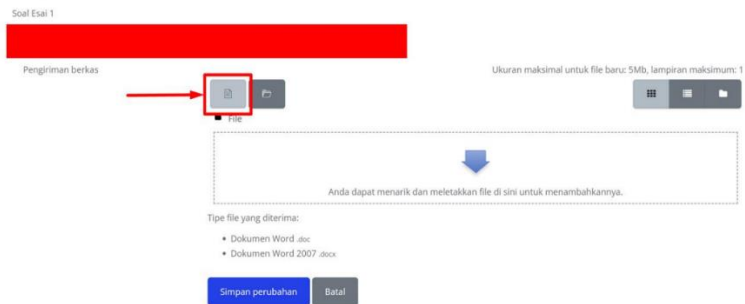 Soal Esai 1
Pengiriman berkas
Ukuran maksimal untuk file baru: 5Mb, lampiran maksimum: 1
File
Anda dapat menarik dan meletakkan file di sini untuk menambahkannya.
Tipe file yang diterima:
Dokumen Word .doc
Dokumen Word 2007 .docx
Simpan perubahan Batal